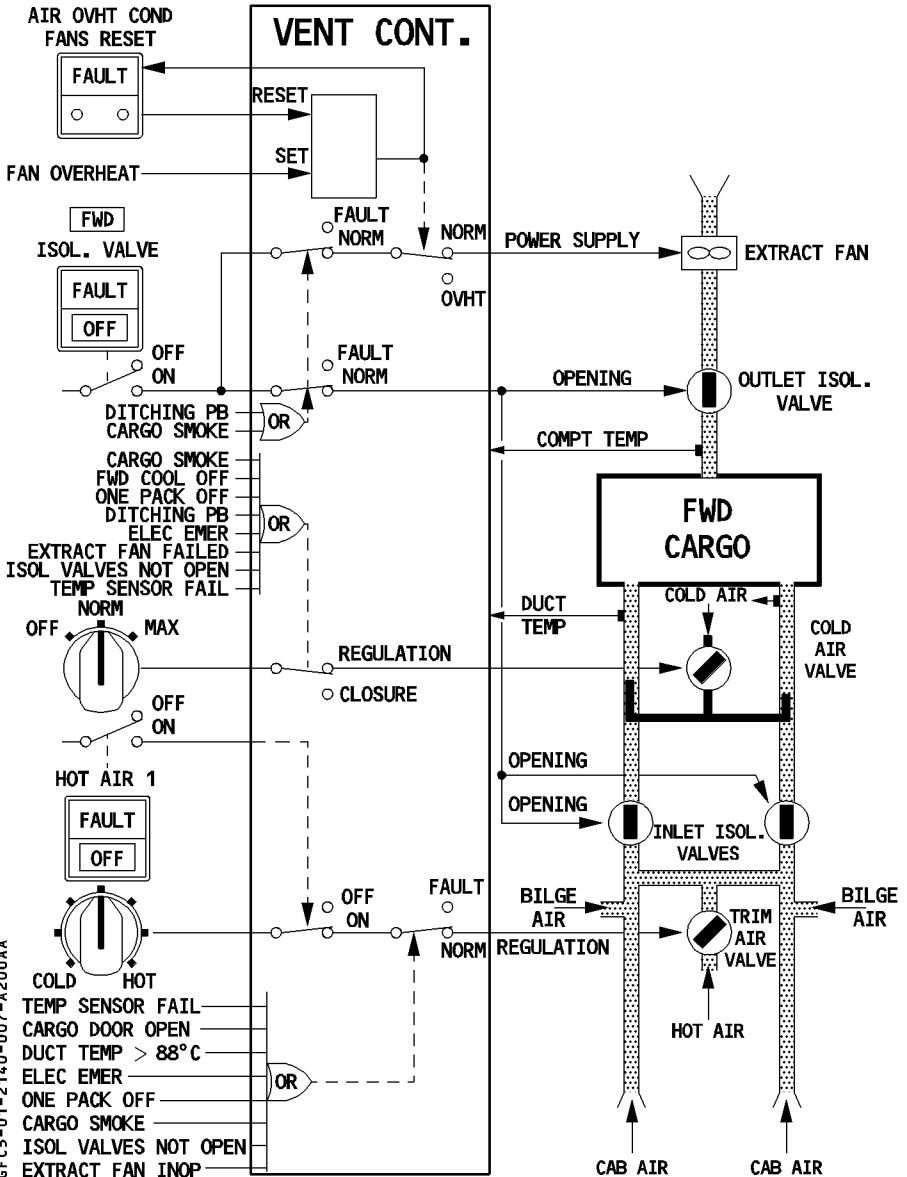 AIR OVHT COND
FANS RESET
FAULT
VENT CONT.
RESET
SET
FAN OVERHEAT
FWD
ISOL. VALVE
FAULT
OFF
OFF
ON
FAULT
NORM
NORM
OVHT
POWER SUPPLY
EXTRACT FAN
FAULT
NORM
OPENING
OUTLET ISOL.
VALVE
DITCHING PB
CARGO SMOKE
OR
COMPT TEMP
CARGO SMOKE
FWD COOL OFF
ONE PACK OFF
DITCHING PB
ELEC EMER
EXTRACT FAN FAILED
ISOL VALVES NOT OPEN
TEMP SENSOR FAIL
OR
FWD
CARGO
DUCT
TEMP
COLD AIR
COLD
AIR
VALVE
NORM
OFF
MAX
REGULATION
CLOSURE
OFF
ON
HOT AIR 1
FAULT
OFF
OPENING
OPENING
INLET ISOL.
VALVES
COLD
HOT
OFF
ON
FAULT
NORM
REGULATION
BILGE
AIR
BILGE
AIR
TRIM
AIR
VALVE
HOT AIR
TEMP SENSOR FAIL
CARGO DOOR OPEN
DUCT TEMP > 88°C
ELEC EMER
ONE PACK OFF
CARGO SMOKE
ISOL VALVES NOT OPEN
EXTRACT FAN INOP
OR
CAB AIR
CAB AIR